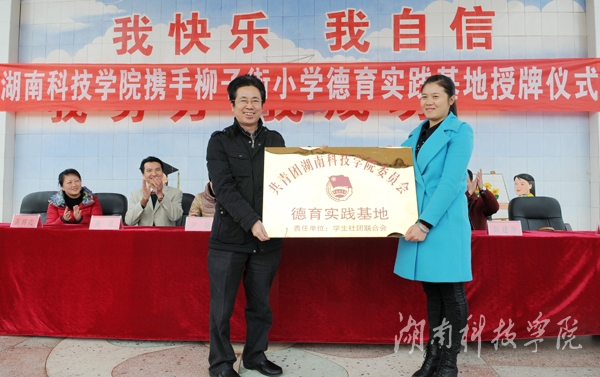 我快乐 我自信
湖南科技学院携手柳子街小学德育实践基地授牌仪式
共青团湖南科技学院委员会
德育实践基地
责任单位:学生社团联合会
湖南科技学院